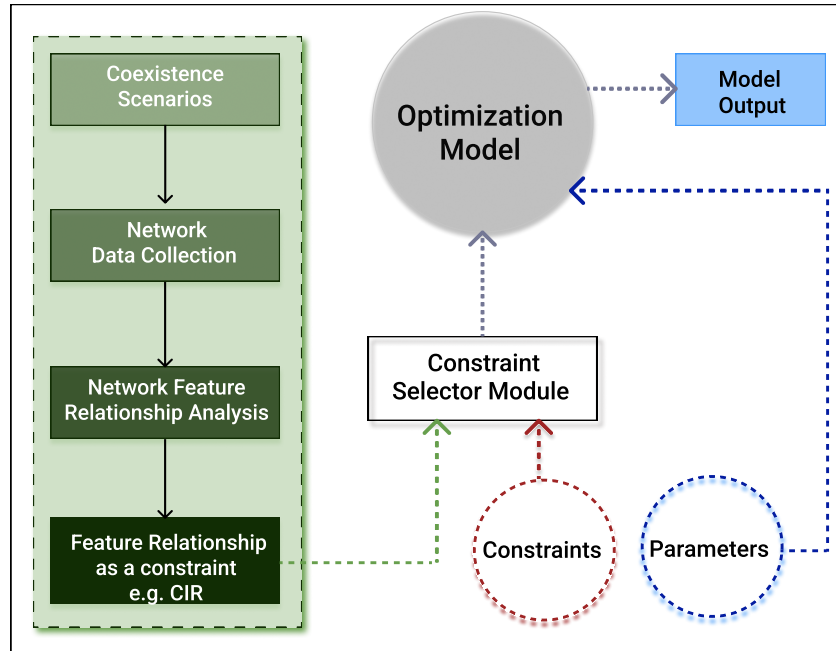 Coexistence
Scenarios
Network
Data Collection
Network Feature
Relationship Analysis
Feature Relationship
as a constraint
e.g. CIR
Optimization
Model
Model
Output
Constraint
Selector Module
Constraints
Parameters